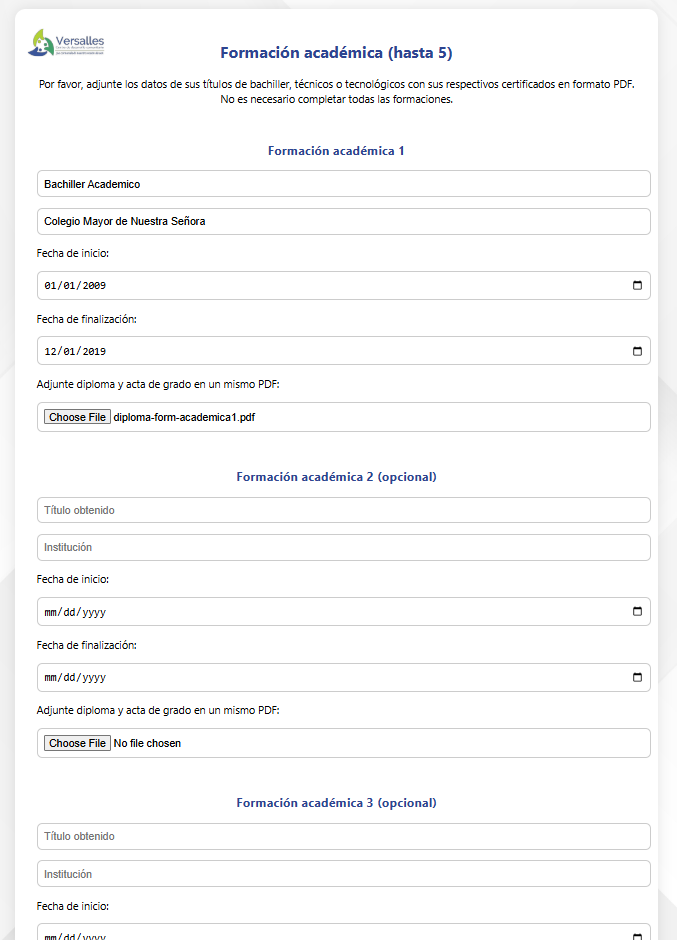 Versalles
Formación académica (hasta 5)
Por favor, adjunte los datos de sus títulos de bachiller, técnicos o tecnológicos con sus respectivos certificados en formato PDF.
No es necesario completar todas las formaciones.
Formación académica 1
Bachiller Academico
Colegio Mayor de Nuestra Señora
Fecha de inicio:
01/01/2009
Fecha de finalización:
12/01/2019
Adjunte diploma y acta de grado en un mismo PDF:
Choose File diploma-form-academica1.pdf
Formación académica 2 (opcional)
Título obtenido
Institución
Fecha de inicio:
mm/dd/yyyy
Fecha de finalización:
mm/dd/yyyy
Adjunte diploma y acta de grado en un mismo PDF:
Choose File No file chosen
Formación académica 3 (opcional)
Título obtenido
Institución
Fecha de inicio:
mm/dd/yyyy